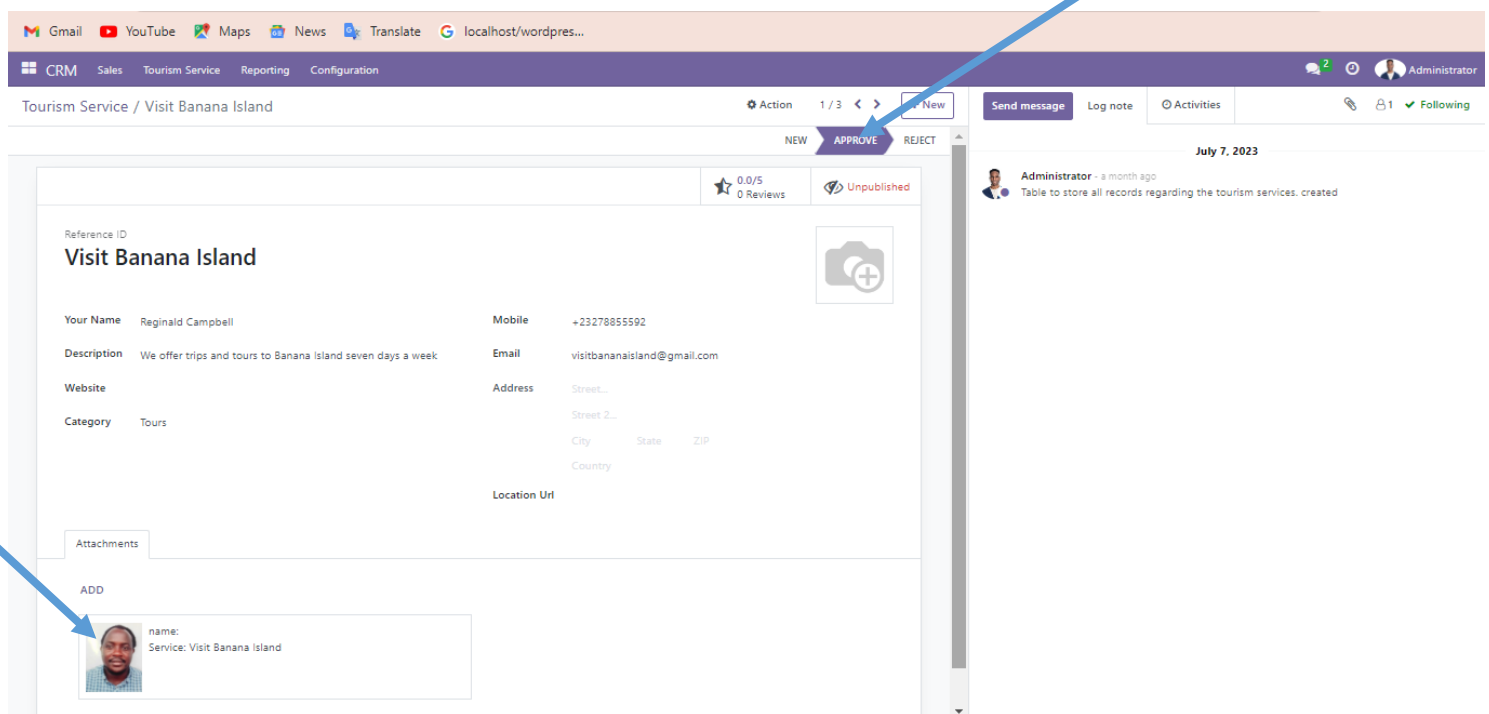 Gmail YouTube Maps News Translate localhost/wordpres...
CRM Sales Tourism Service Reporting Configuration 2 Administrator
Tourism Service / Visit Banana Island Action 1 / 3 New Send message Log note Activities 1 Following
NEW APPROVE REJECT
July 7, 2023
0.0/5
0 Reviews
Unpublished
Administrator - a month ago
Table to store all records regarding the tourism services. created
Reference ID
Visit Banana Island
Your Name Reginald Campbell Mobile +23278855592
Description We offer trips and tours to Banana Island seven days a week Email visitbananaisland@gmail.com
Website Address Street...
Category Tours Street 2...
City State ZIP
Country
Location Url
Attachments
ADD
name:
Service: Visit Banana Island